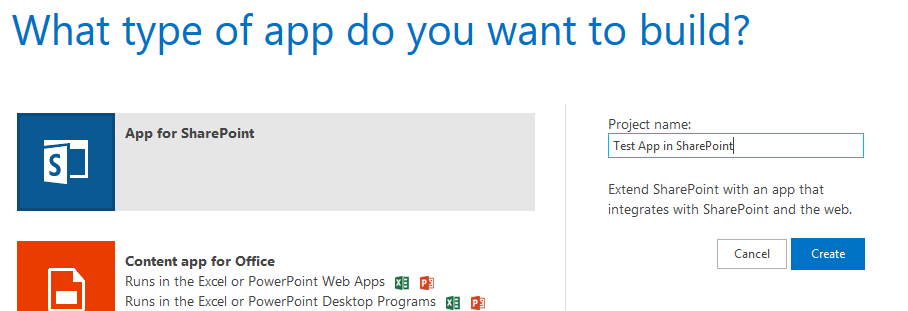 What type of app do you want to build?
App for SharePoint
Project name:
Test App in SharePoint
Extend SharePoint with an app that
integrates with SharePoint and the web.
Cancel
Create
Content app for Office
Runs in the Excel or PowerPoint Web Apps
Runs in the Excel or PowerPoint Desktop Programs